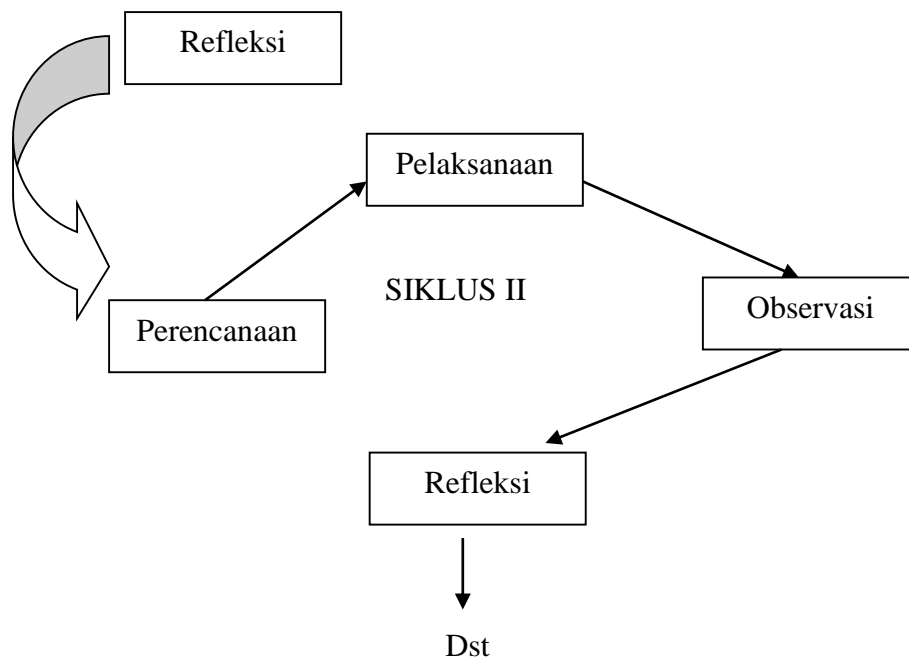 Refleksi
Pelaksanaan
SIKLUS II
Observasi
Perencanaan
Refleksi
Dst